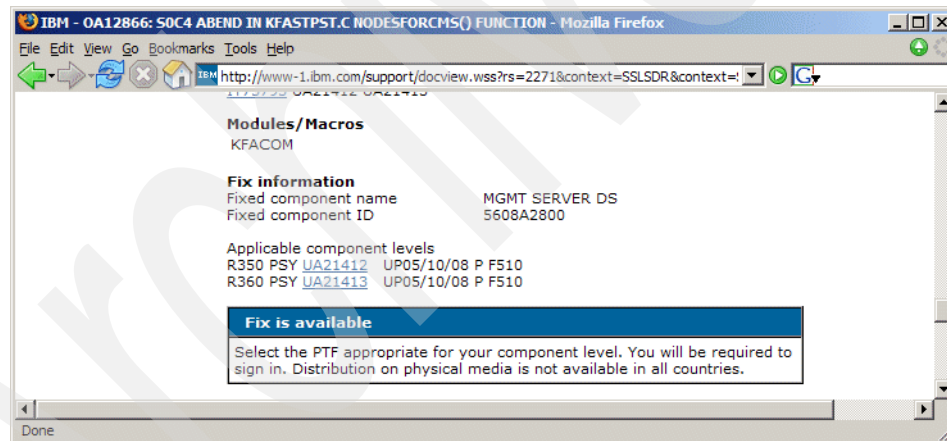 IBM - OA12866: S0C4 ABEND IN KFASTPST.C NODESFORCMS() FUNCTION - Mozilla Firefox
File Edit View Go Bookmarks Tools Help
IBM http://www-1.ibm.com/support/docview.wss?rs=2271&context=SSLSDR&context=! G
UA21412 UA21413
Modules/Macros
KFACOM
Fix information
Fixed component name MGMT SERVER DS
Fixed component ID 5608A2800
Applicable component levels
R350 PSY UA21412 UP05/10/08 P F510
R360 PSY UA21413 UP05/10/08 P F510
Fix is available
Select the PTF appropriate for your component level. You will be required to
sign in. Distribution on physical media is not available in all countries.
Done